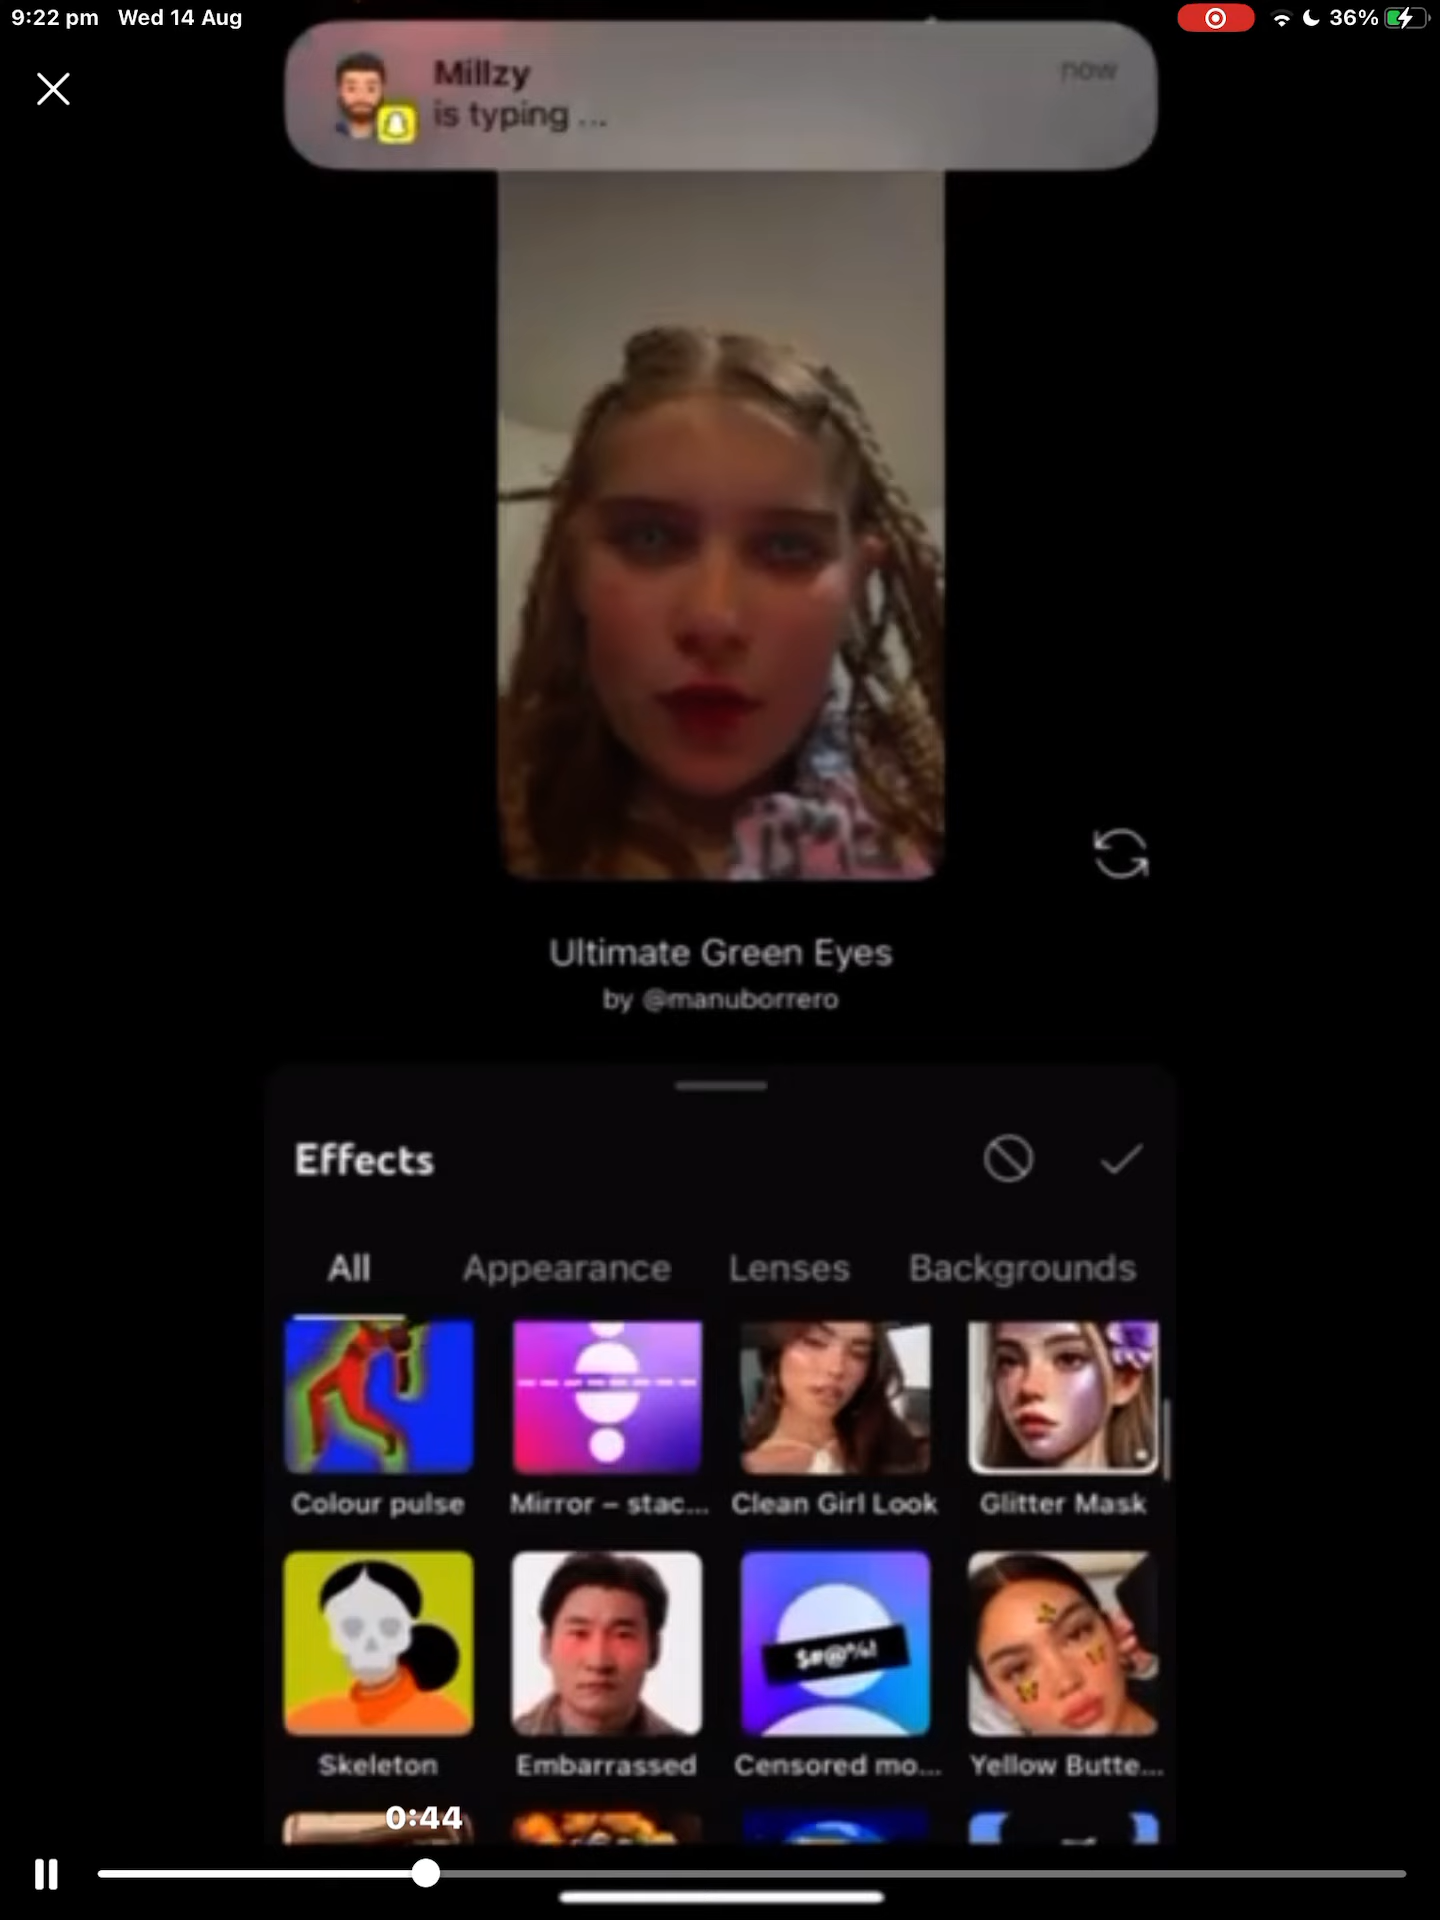 9:22 pm Wed 14 Aug
36%
Millzy
now
is typing ...
Ultimate Green Eyes
by @manuborrero
Effects
All Appearance Lenses Backgrounds
Colour pulse Mirror – stac... Clean Girl Look Glitter Mask
$#@%!
Skeleton Embarrassed Censored mo... Yellow Butte...
0:44